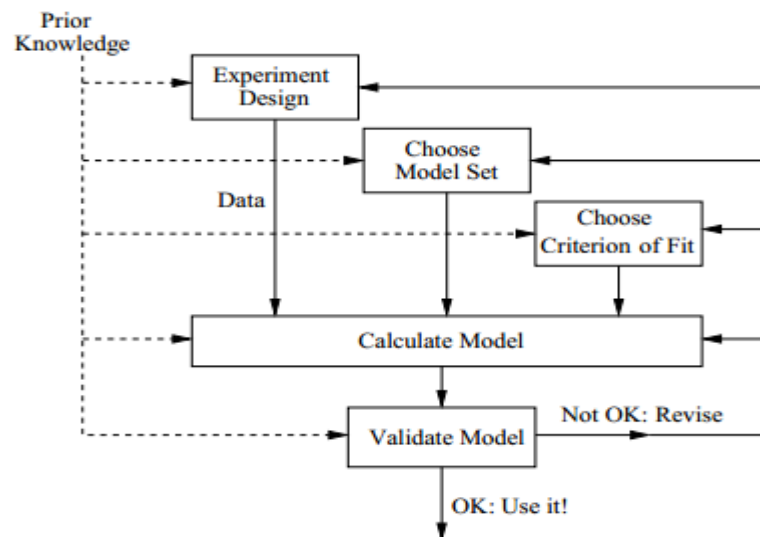 Prior
Knowledge
Experiment
Design
Choose
Model Set
Data
Choose
Criterion of Fit
Calculate Model
Not OK: Revise
Validate Model
OK: Use it!